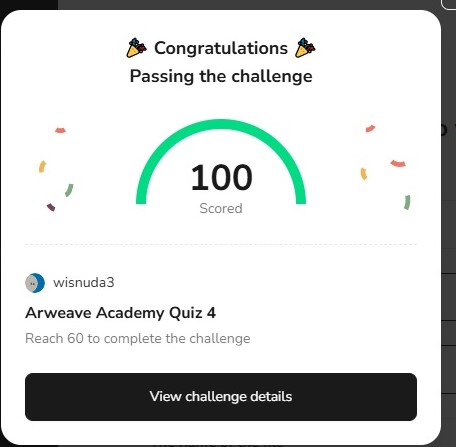 🎉 Congratulations 🎉
Passing the challenge
100
Scored
wisnuda3
Arweave Academy Quiz 4
Reach 60 to complete the challenge
View challenge details